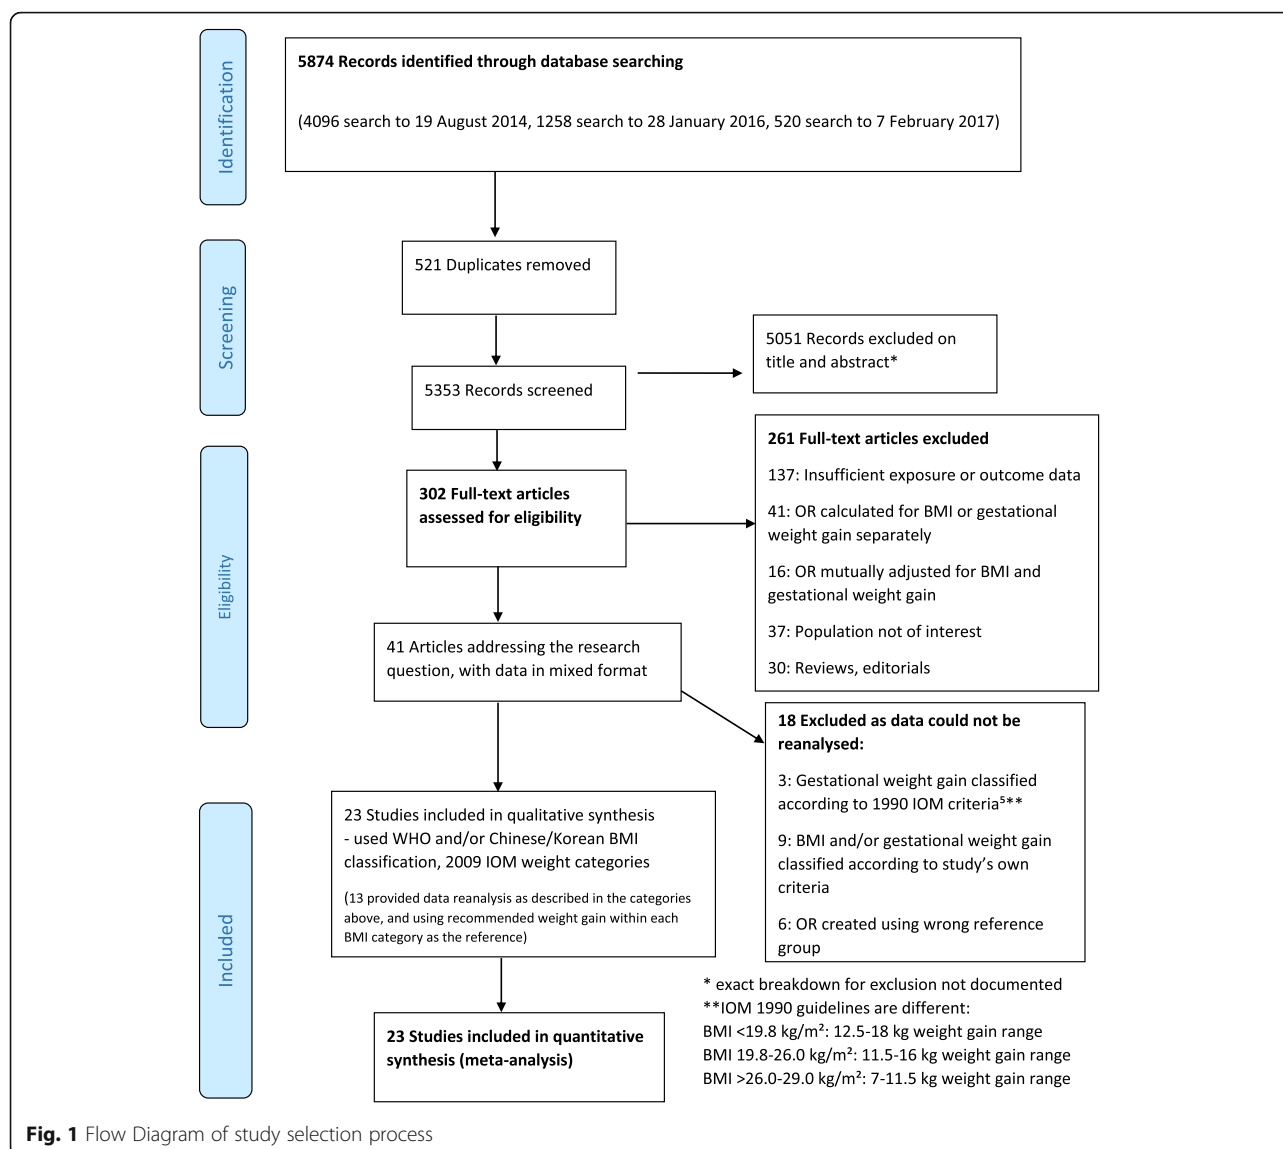 Identification
5874 Records identified through database searching
(4096 search to 19 August 2014, 1258 search to 28 January 2016, 520 search to 7 February 2017)
Screening
521 Duplicates removed
5353 Records screened
5051 Records excluded on
title and abstract*
Eligibility
302 Full-text articles
assessed for eligibility
261 Full-text articles excluded
137: Insufficient exposure or outcome data
41: OR calculated for BMI or gestational
weight gain separately
16: OR mutually adjusted for BMI and
gestational weight gain
37: Population not of interest
30: Reviews, editorials
41 Articles addressing the research
question, with data in mixed format
18 Excluded as data could not be
reanalysed:
3: Gestational weight gain classified
according to 1990 IOM criteria⁵**
9: BMI and/or gestational weight gain
classified according to study’s own
criteria
6: OR created using wrong reference
group
Included
23 Studies included in qualitative synthesis
- used WHO and/or Chinese/Korean BMI
classification, 2009 IOM weight categories
(13 provided data reanalysis as described in the categories
above, and using recommended weight gain within each
BMI category as the reference)
23 Studies included in quantitative
synthesis (meta-analysis)
* exact breakdown for exclusion not documented
**IOM 1990 guidelines are different:
BMI <19.8 kg/m²: 12.5-18 kg weight gain range
BMI 19.8-26.0 kg/m²: 11.5-16 kg weight gain range
BMI >26.0-29.0 kg/m²: 7-11.5 kg weight gain range
Fig. 1 Flow Diagram of study selection process